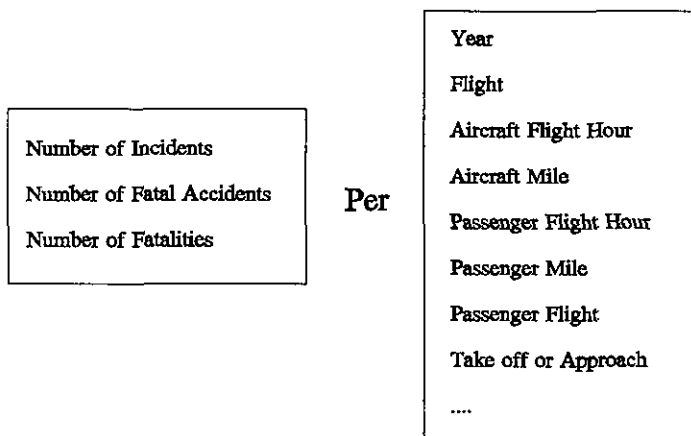 Number of Incidents
Number of Fatal Accidents
Number of Fatalities
Per
Year
Flight
Aircraft Flight Hour
Aircraft Mile
Passenger Flight Hour
Passenger Mile
Passenger Flight
Take off or Approach
....